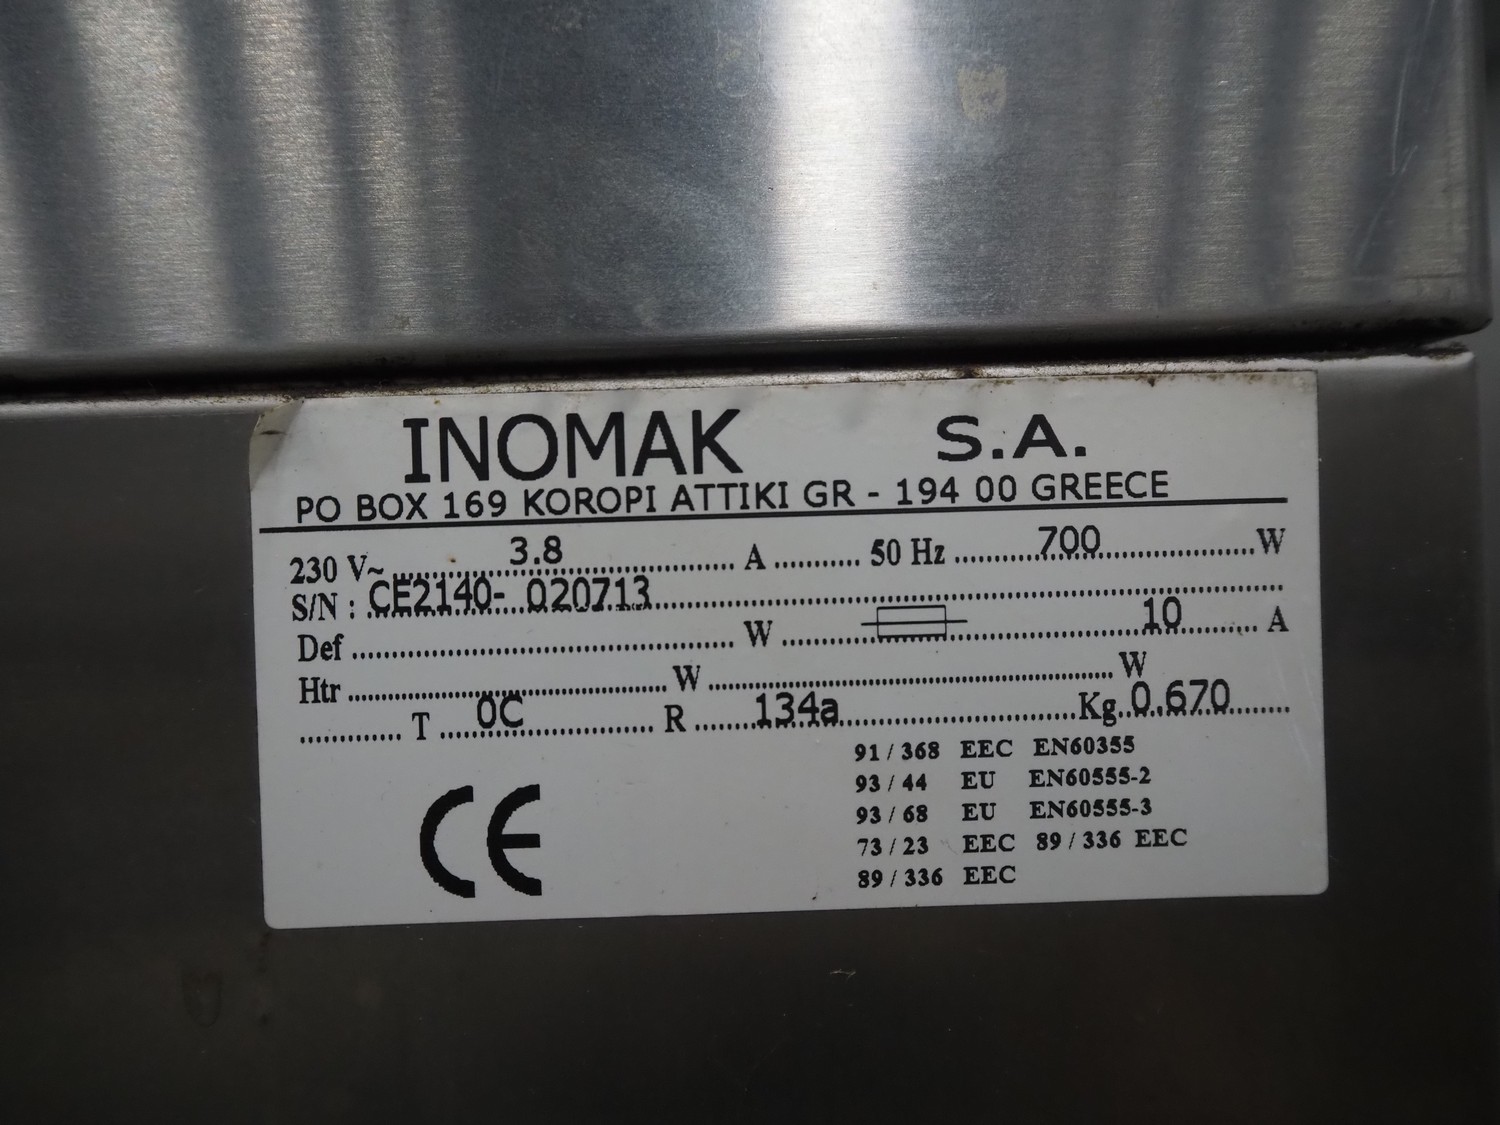 INOMAK S.A.
PO BOX 169 KOROPI ATTIKI GR - 194 00 GREECE
230 V~ 3.8 A 50 Hz 700 W
S/N : CE2140- 020713
Def W 10 A
Htr W W
T 0C R 134a Kg 0.670
91 / 368 EEC EN60355
93 / 44 EU EN60555-2
93 / 68 EU EN60555-3
73 / 23 EEC 89 / 336 EEC
89 / 336 EEC
CE